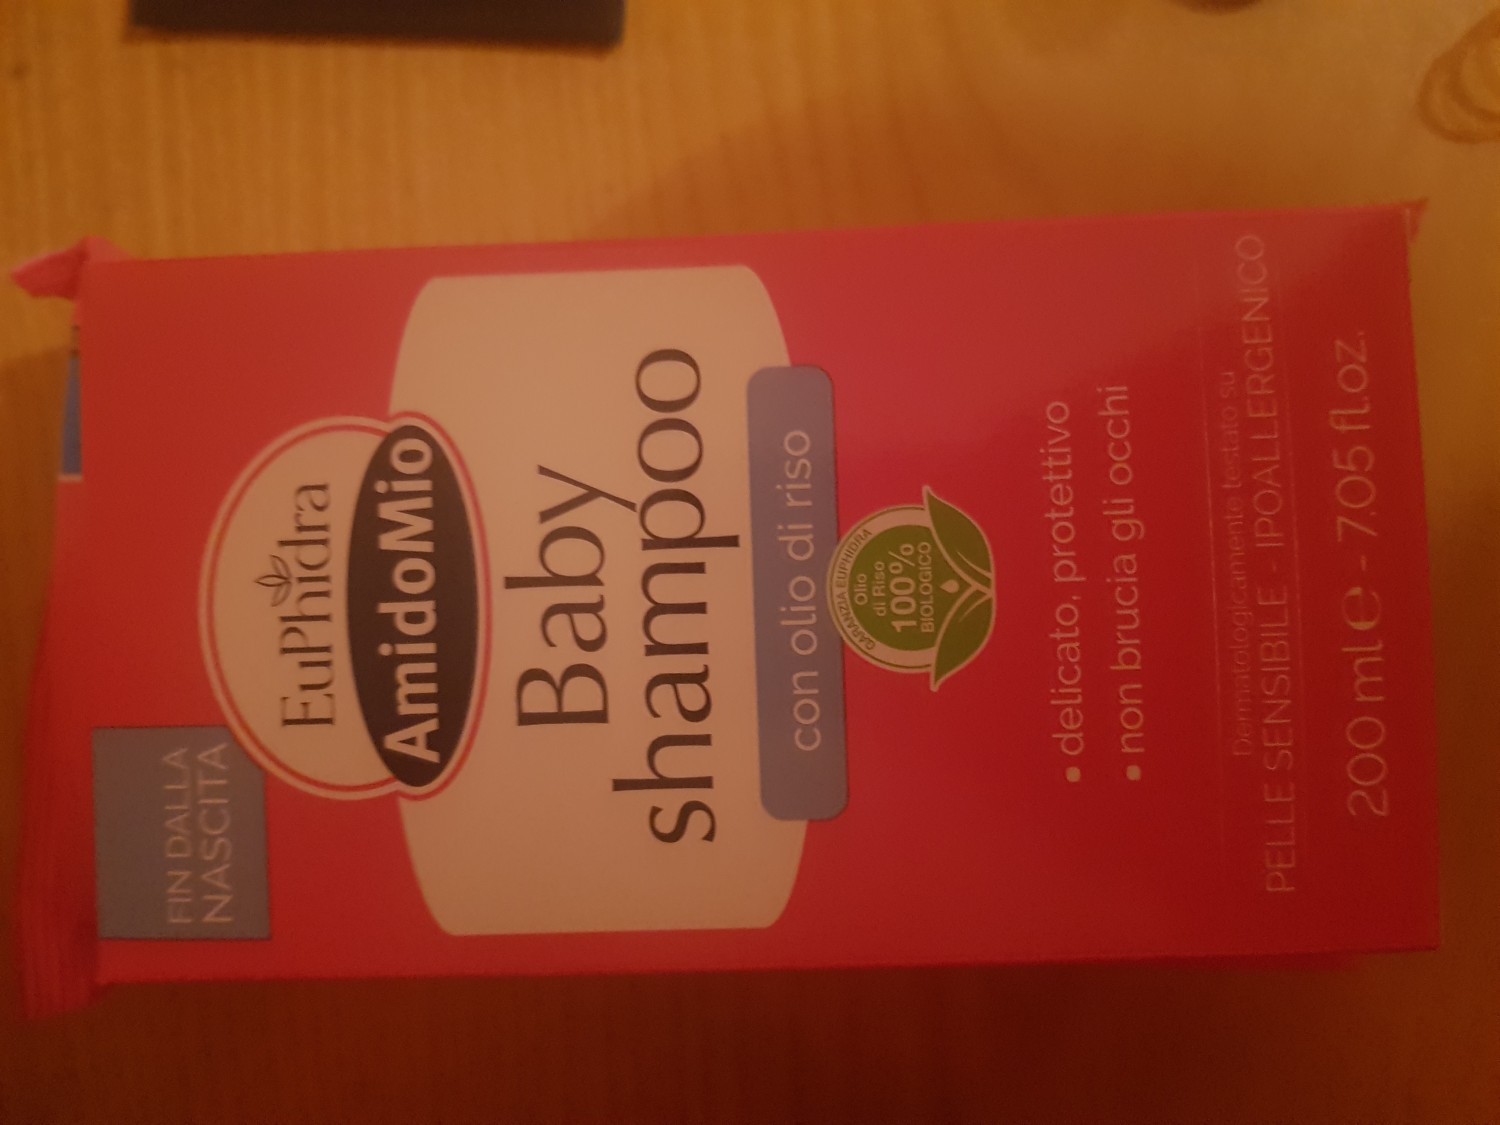 FIN DALLA
NASCITA
EuPhidra
AmidoMio
Baby
shampoo
con olio di riso
GARANZIA EUPHIDRA
Olio
di Riso
100%
BIOLOGICO
• delicato, protettivo
• non brucia gli occhi
Dermatologicamente testato su
PELLE SENSIBILE - IPOALLERGENICO
200 ml ℮ - 7.05 fl.oz.